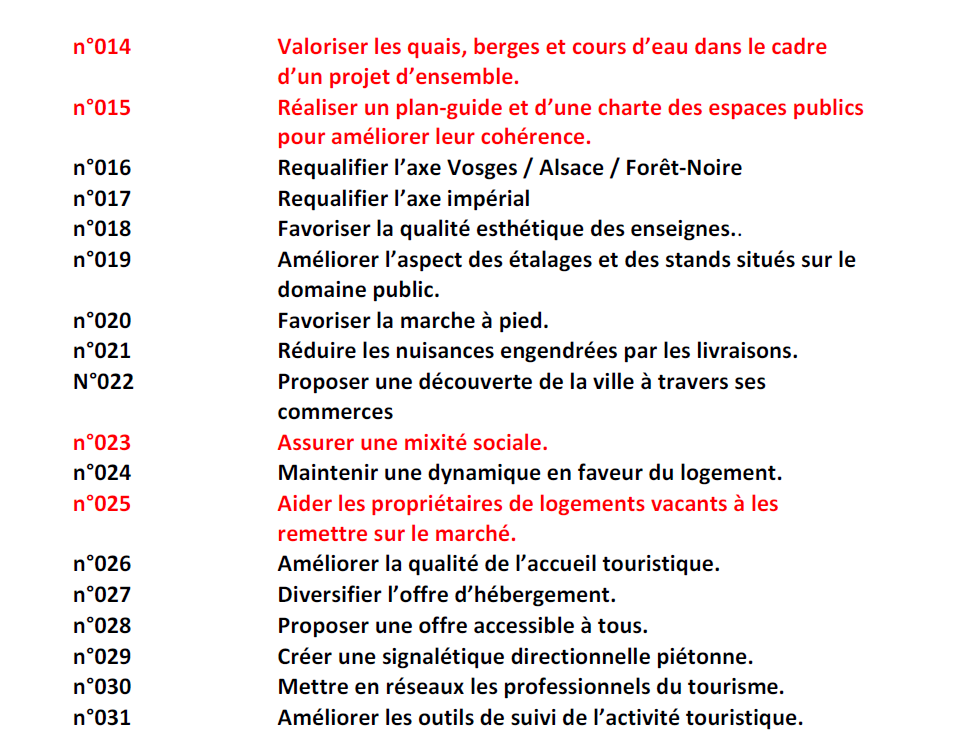 n°014 Valoriser les quais, berges et cours d’eau dans le cadre
d’un projet d’ensemble.
n°015 Réaliser un plan-guide et d’une charte des espaces publics
pour améliorer leur cohérence.
n°016 Requalifier l’axe Vosges / Alsace / Forêt-Noire
n°017 Requalifier l’axe impérial
n°018 Favoriser la qualité esthétique des enseignes..
n°019 Améliorer l’aspect des étalages et des stands situés sur le
domaine public.
n°020 Favoriser la marche à pied.
n°021 Réduire les nuisances engendrées par les livraisons.
N°022 Proposer une découverte de la ville à travers ses
commerces
n°023 Assurer une mixité sociale.
n°024 Maintenir une dynamique en faveur du logement.
n°025 Aider les propriétaires de logements vacants à les
remettre sur le marché.
n°026 Améliorer la qualité de l’accueil touristique.
n°027 Diversifier l’offre d’hébergement.
n°028 Proposer une offre accessible à tous.
n°029 Créer une signalétique directionnelle piétonne.
n°030 Mettre en réseaux les professionnels du tourisme.
n°031 Améliorer les outils de suivi de l’activité touristique.